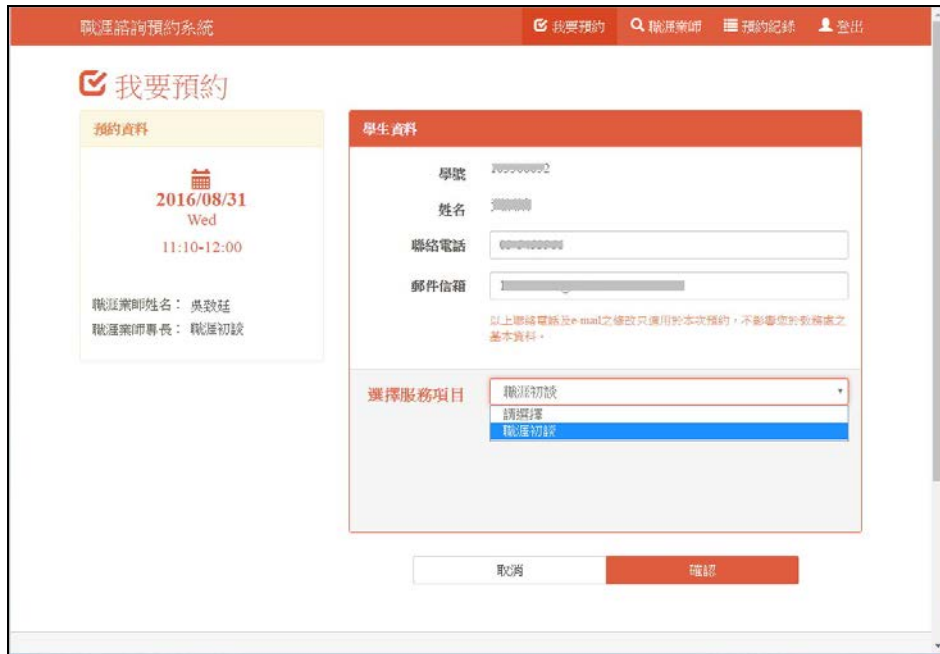 職涯諮詢預約系統
我要預約 職涯業師 預約紀錄 登出
我要預約
預約資料
2016/08/31
Wed
11:10-12:00
職涯業師姓名： 吳致廷
職涯業師專長： 職涯初談
學生資料
學號
姓名
聯絡電話
郵件信箱
以上聯絡電話及e-mail之修改只適用於本次預約，不影響您於教務處之
基本資料。
選擇服務項目 職涯初談
請選擇
職涯初談
取消 確認